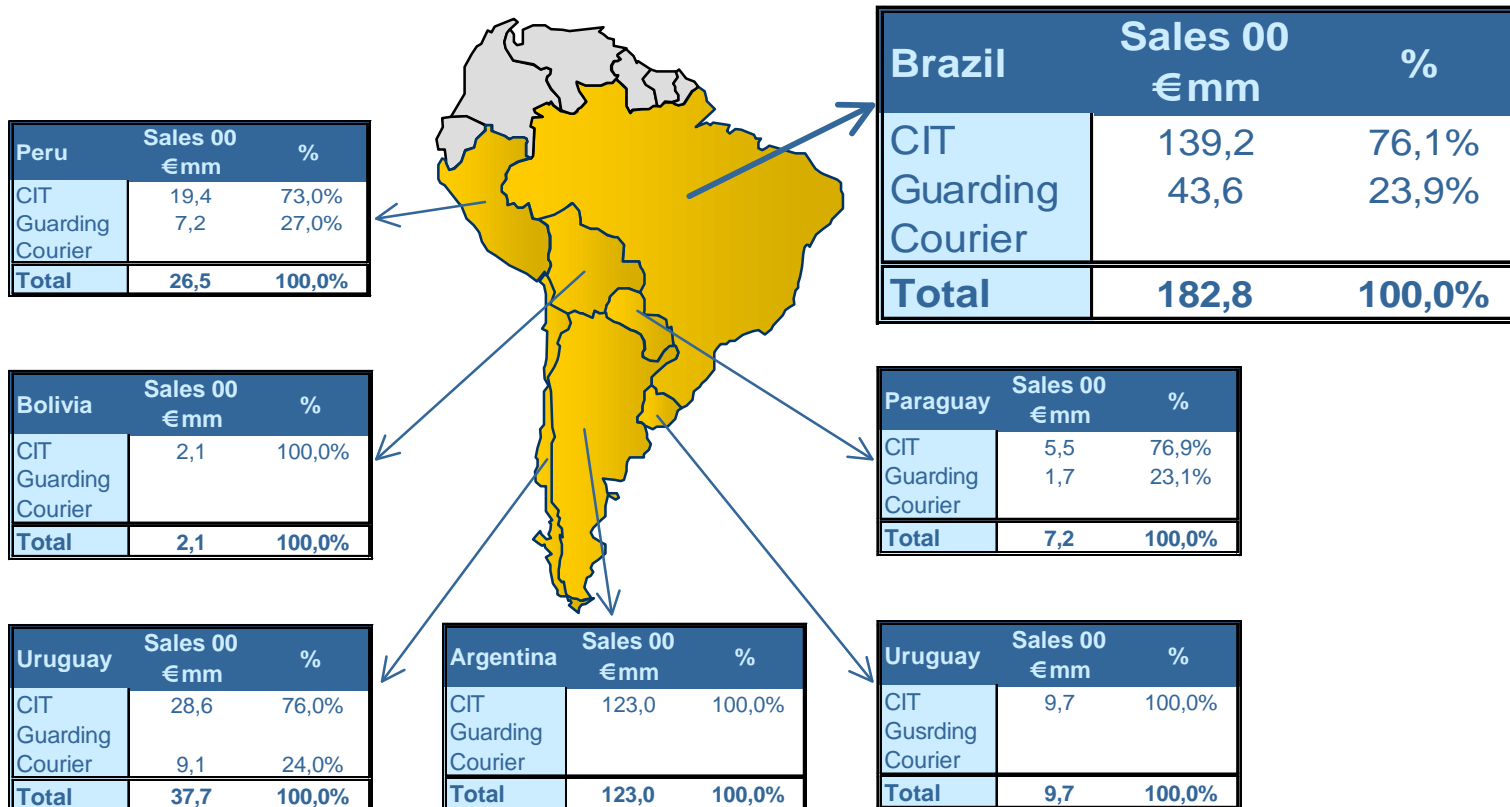 Brazil Sales 00 €mm %
CIT 139,2 76,1%
Guarding 43,6 23,9%
Courier
Total 182,8 100,0%
Peru Sales 00 €mm %
CIT 19,4 73,0%
Guarding 7,2 27,0%
Courier
Total 26,5 100,0%
Bolivia Sales 00 €mm %
CIT 2,1 100,0%
Guarding
Courier
Total 2,1 100,0%
Paraguay Sales 00 €mm %
CIT 5,5 76,9%
Guarding 1,7 23,1%
Courier
Total 7,2 100,0%
Uruguay Sales 00 €mm %
CIT 28,6 76,0%
Guarding
Courier 9,1 24,0%
Total 37,7 100,0%
Argentina Sales 00 €mm %
CIT 123,0 100,0%
Guarding
Courier
Total 123,0 100,0%
Uruguay Sales 00 €mm %
CIT 9,7 100,0%
Gusrding
Courier
Total 9,7 100,0%